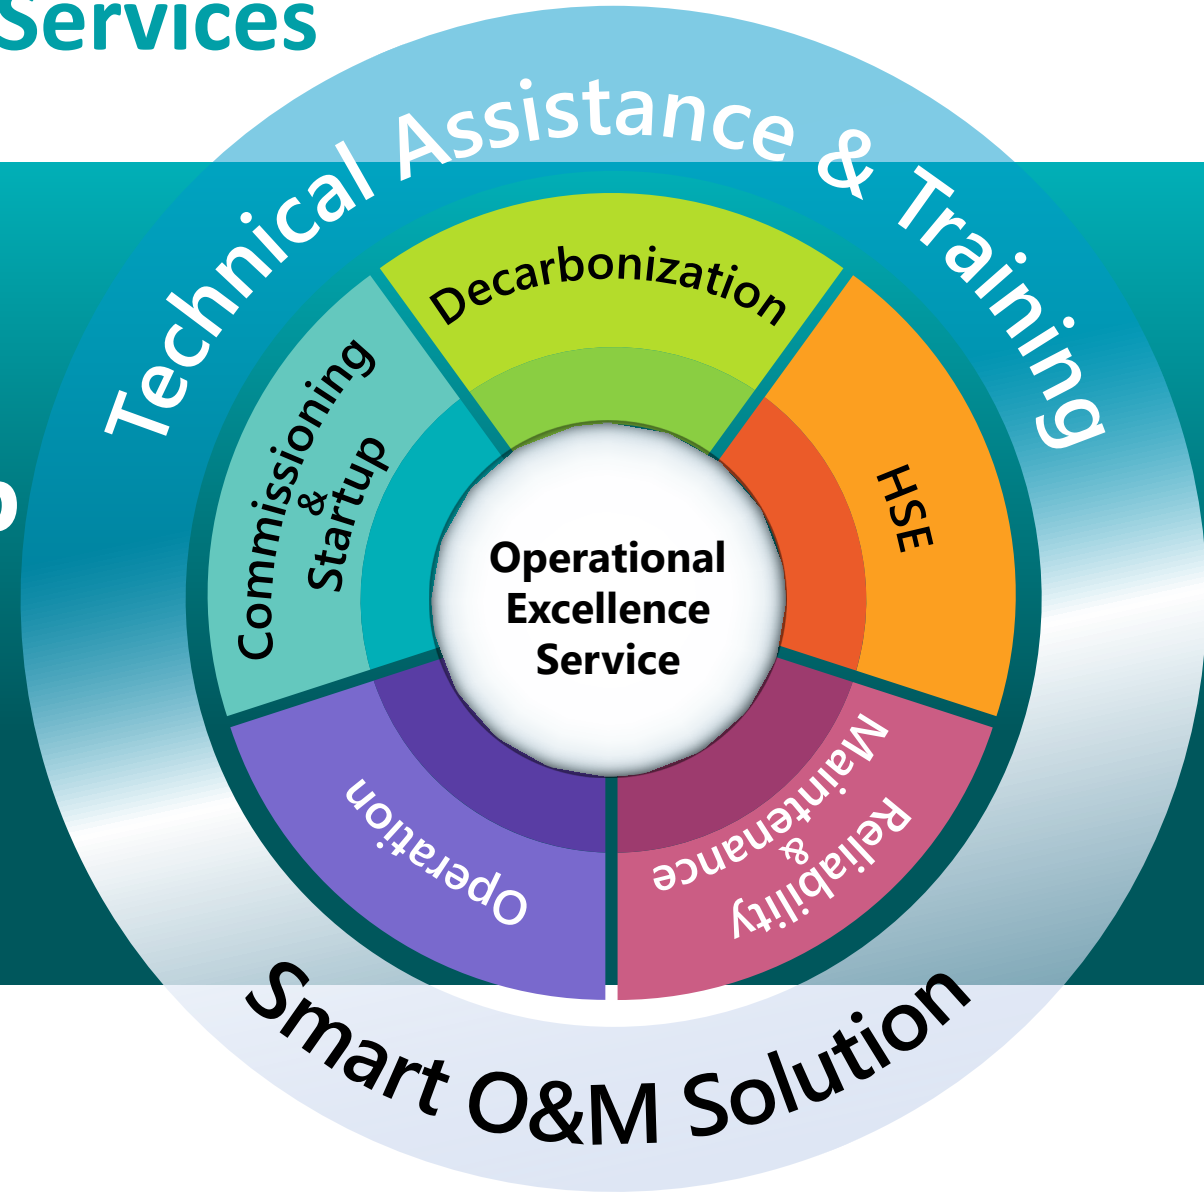 Services
Technical Assistance & Training
Decarbonization
Commissioning
&
Startup
HSE
Operational
Excellence
Service
Operation
Reliability
&
Maintenance
Smart O&M Solution